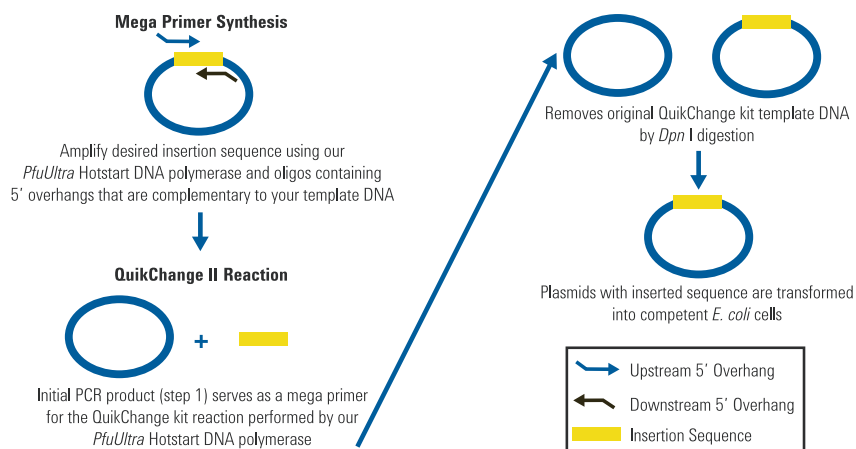 Mega Primer Synthesis
Amplify desired insertion sequence using our
PfuUltra Hotstart DNA polymerase and oligos containing
5' overhangs that are complementary to your template DNA
QuikChange II Reaction
+
Initial PCR product (step 1) serves as a mega primer
for the QuikChange kit reaction performed by our
PfuUltra Hotstart DNA polymerase
Removes original QuikChange kit template DNA
by Dpn I digestion
Plasmids with inserted sequence are transformed
into competent E. coli cells
Upstream 5' Overhang
Downstream 5' Overhang
Insertion Sequence